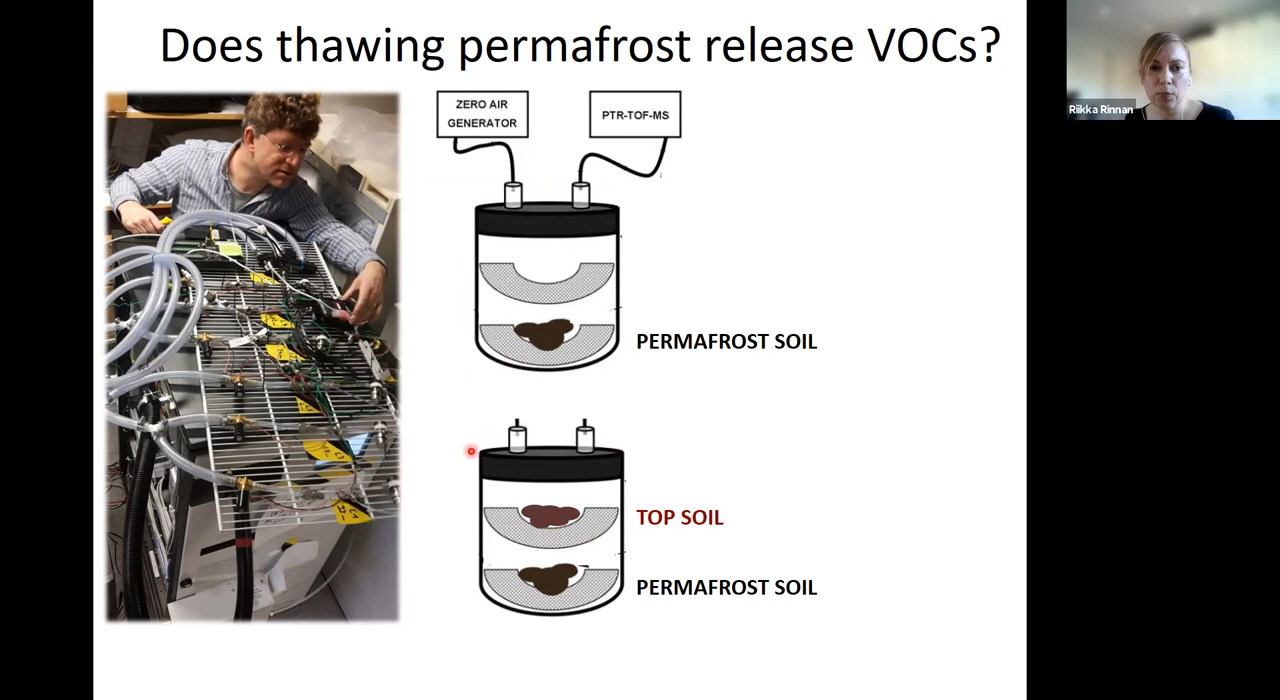 Does thawing permafrost release VOCs?
ZERO AIR
GENERATOR
PTR-TOF-MS
PERMAFROST SOIL
TOP SOIL
PERMAFROST SOIL
Riikka Rinnan